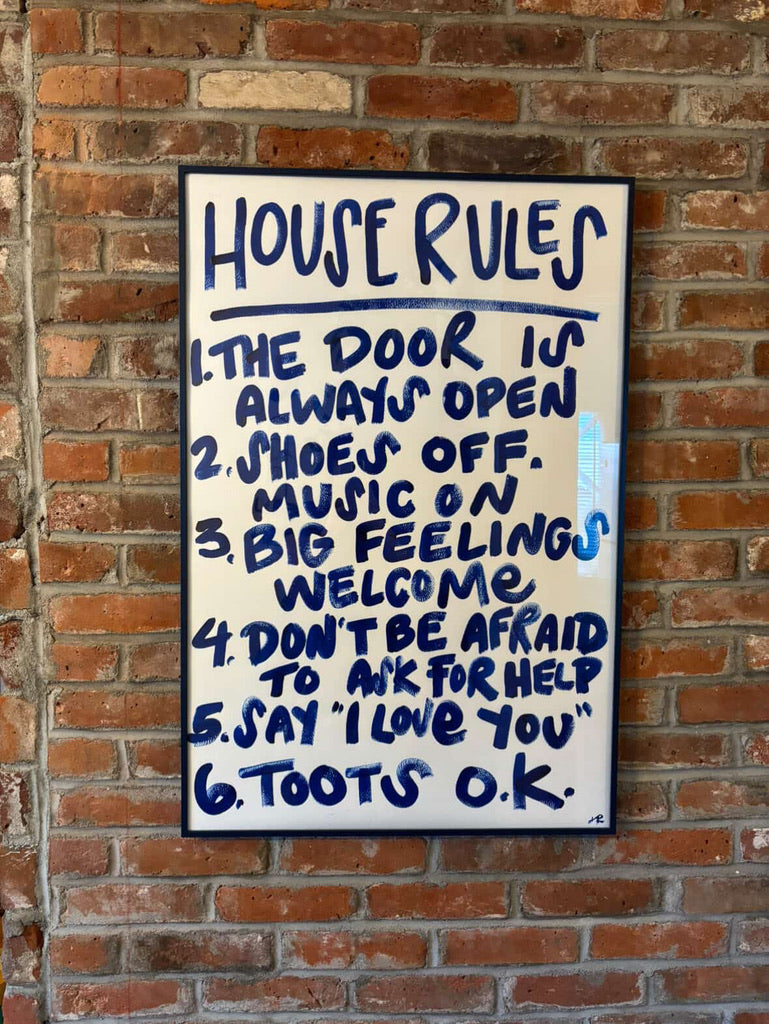 HOUSE RULES
1. THE DOOR IS
ALWAYS OPEN
2. SHOES OFF.
MUSIC ON
3. BIG FEELINGS
WELCOMe
4. DON'T BE AFRAID
TO ASK FOR HELP
5. SAY "I LOVe YOU"
6. TOOTS O.K.